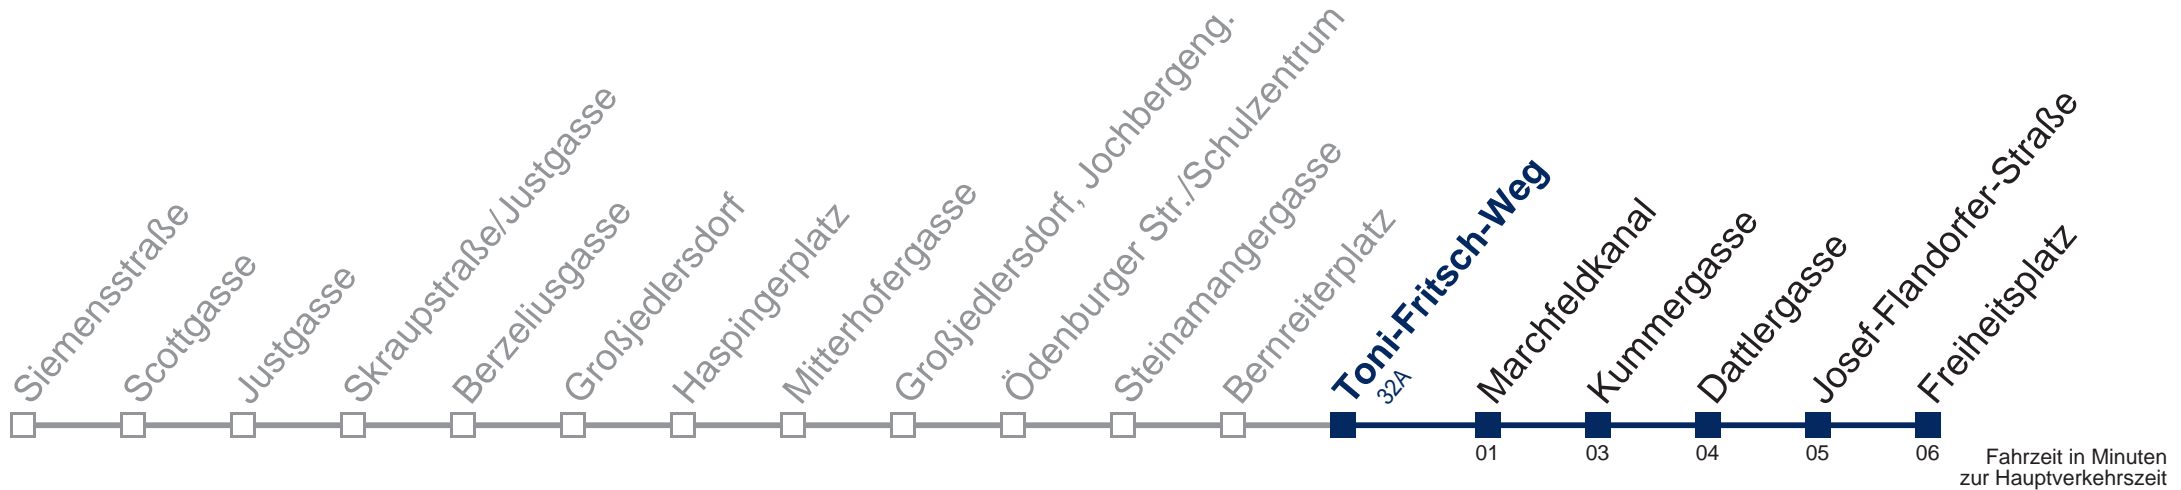 Siemensstraße
Scottgasse
Justgasse
Skraupstraße/Justgasse
Berzeliusgasse
Großjedlersdorf
Haspingerplatz
Mitterhofergasse
Großjedlersdorf, Jochbergeng.
Ödenburger Str./Schulzentrum
Steinamangergasse
Bernreiterplatz
Toni-Fritsch-Weg
32A
Marchfeldkanal
Kummergasse
Dattlergasse
Josef-Flandorfer-Straße
Freiheitsplatz
01 03 04 05 06
Fahrzeit in Minuten
zur Hauptverkehrszeit